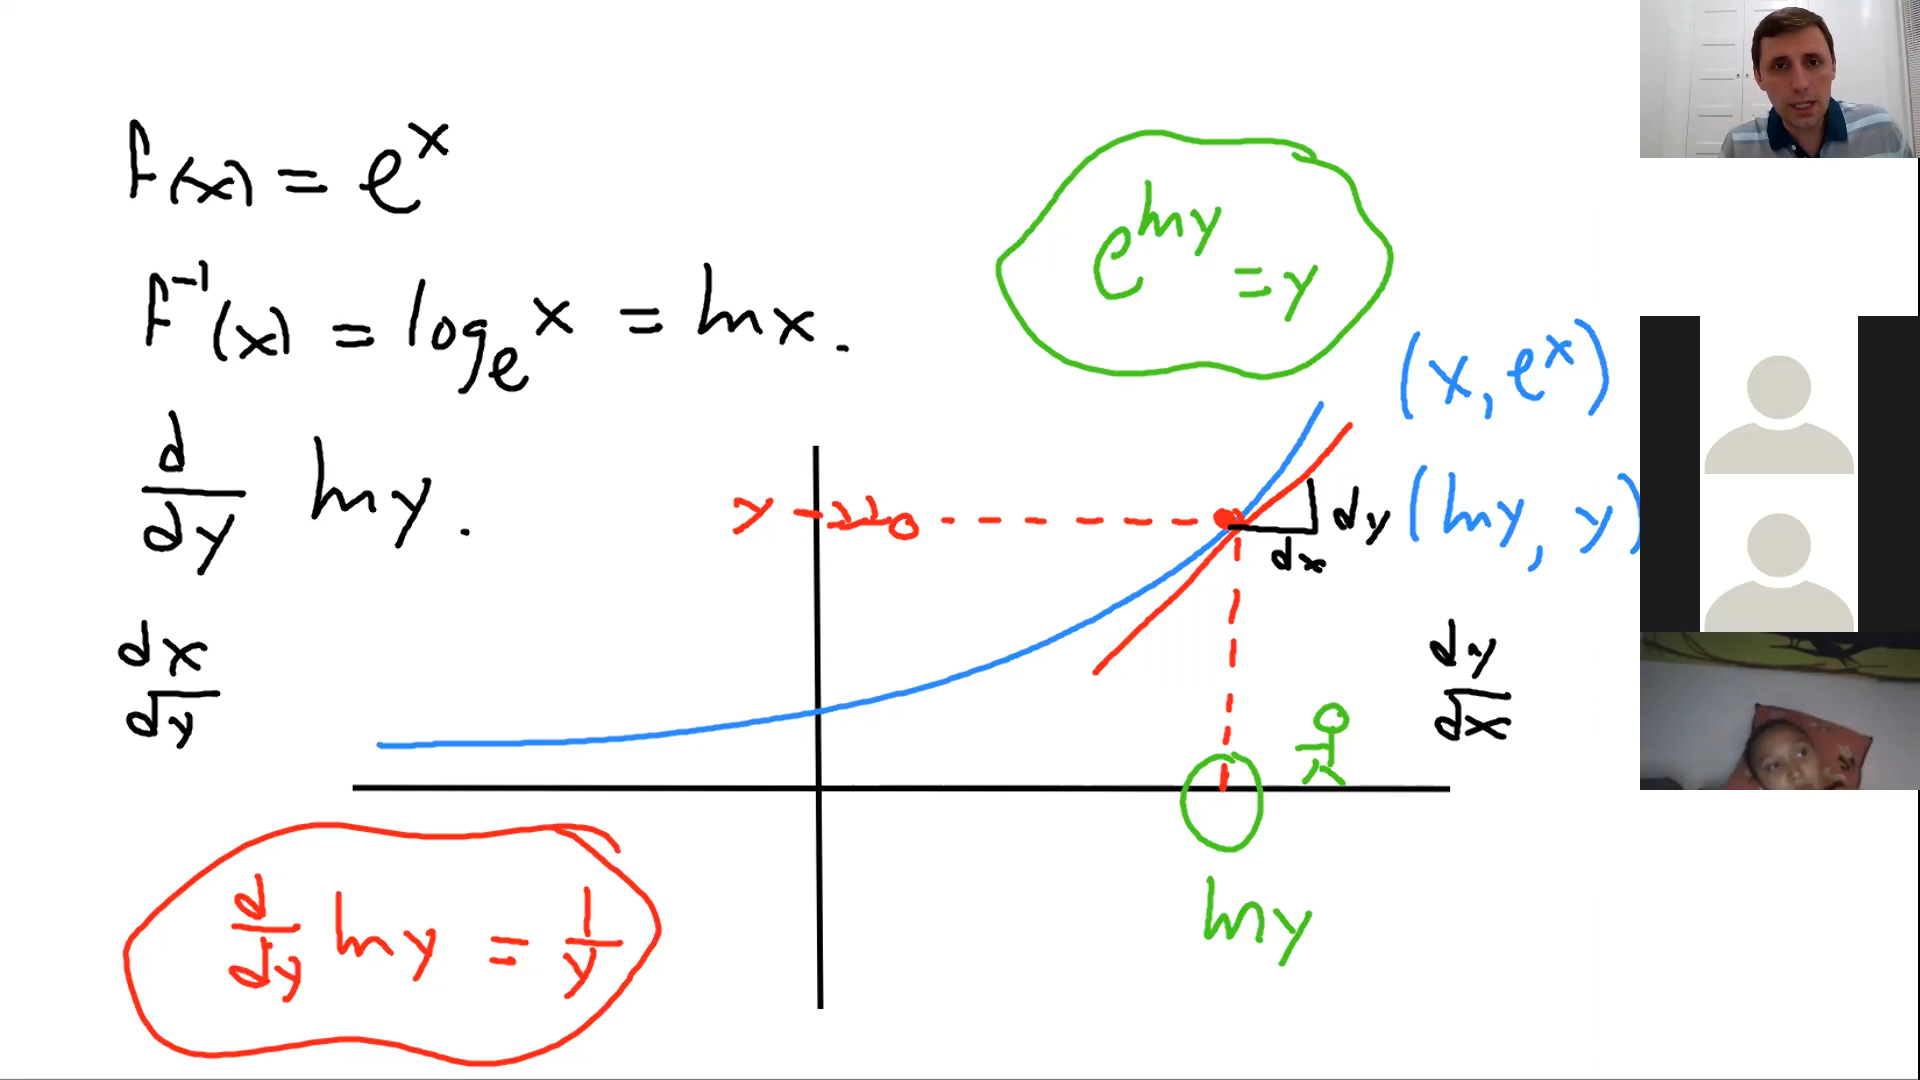 f(x) = e^x
f^-1(x) = log_e x = ln x.
d/dy ln y.
dx/dy
e^ln y = y
(x, e^x)
(ln y, y)
y
dy
dx
dy/dx
ln y
d/dy ln y = 1/y